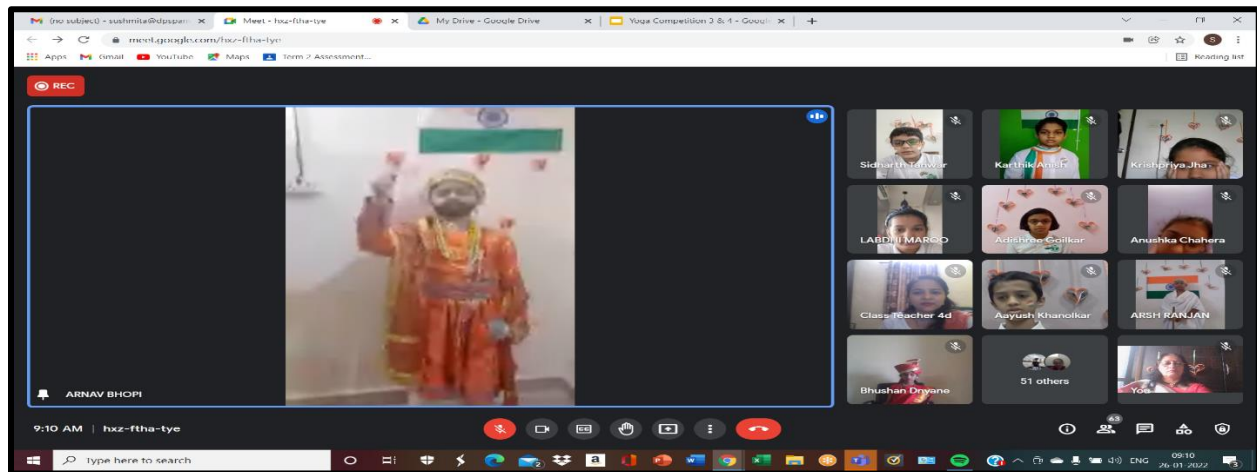 (no subject) - sushmita@dpspan
Meet - hxz-ftha-tye
My Drive - Google Drive
Yoga Competition 3 & 4 - Googl
meet.google.com/hxz-ftha-tye
S
Apps
Gmail
YouTube
Maps
Term 2 Assessment...
Reading list
REC
Sidharth Tanwar
Karthik Anish
Krishpriya Jha
LABDHI MAROO
Adishree Goilkar
Anushka Chahera
Class Teacher 4d
Aayush Khanolkar
ARSH RANJAN
Bhushan Dnyane
51 others
You
ARNAV BHOPI
9:10 AM | hxz-ftha-tye
63
Type here to search
ENG
09:10
26-01-2022